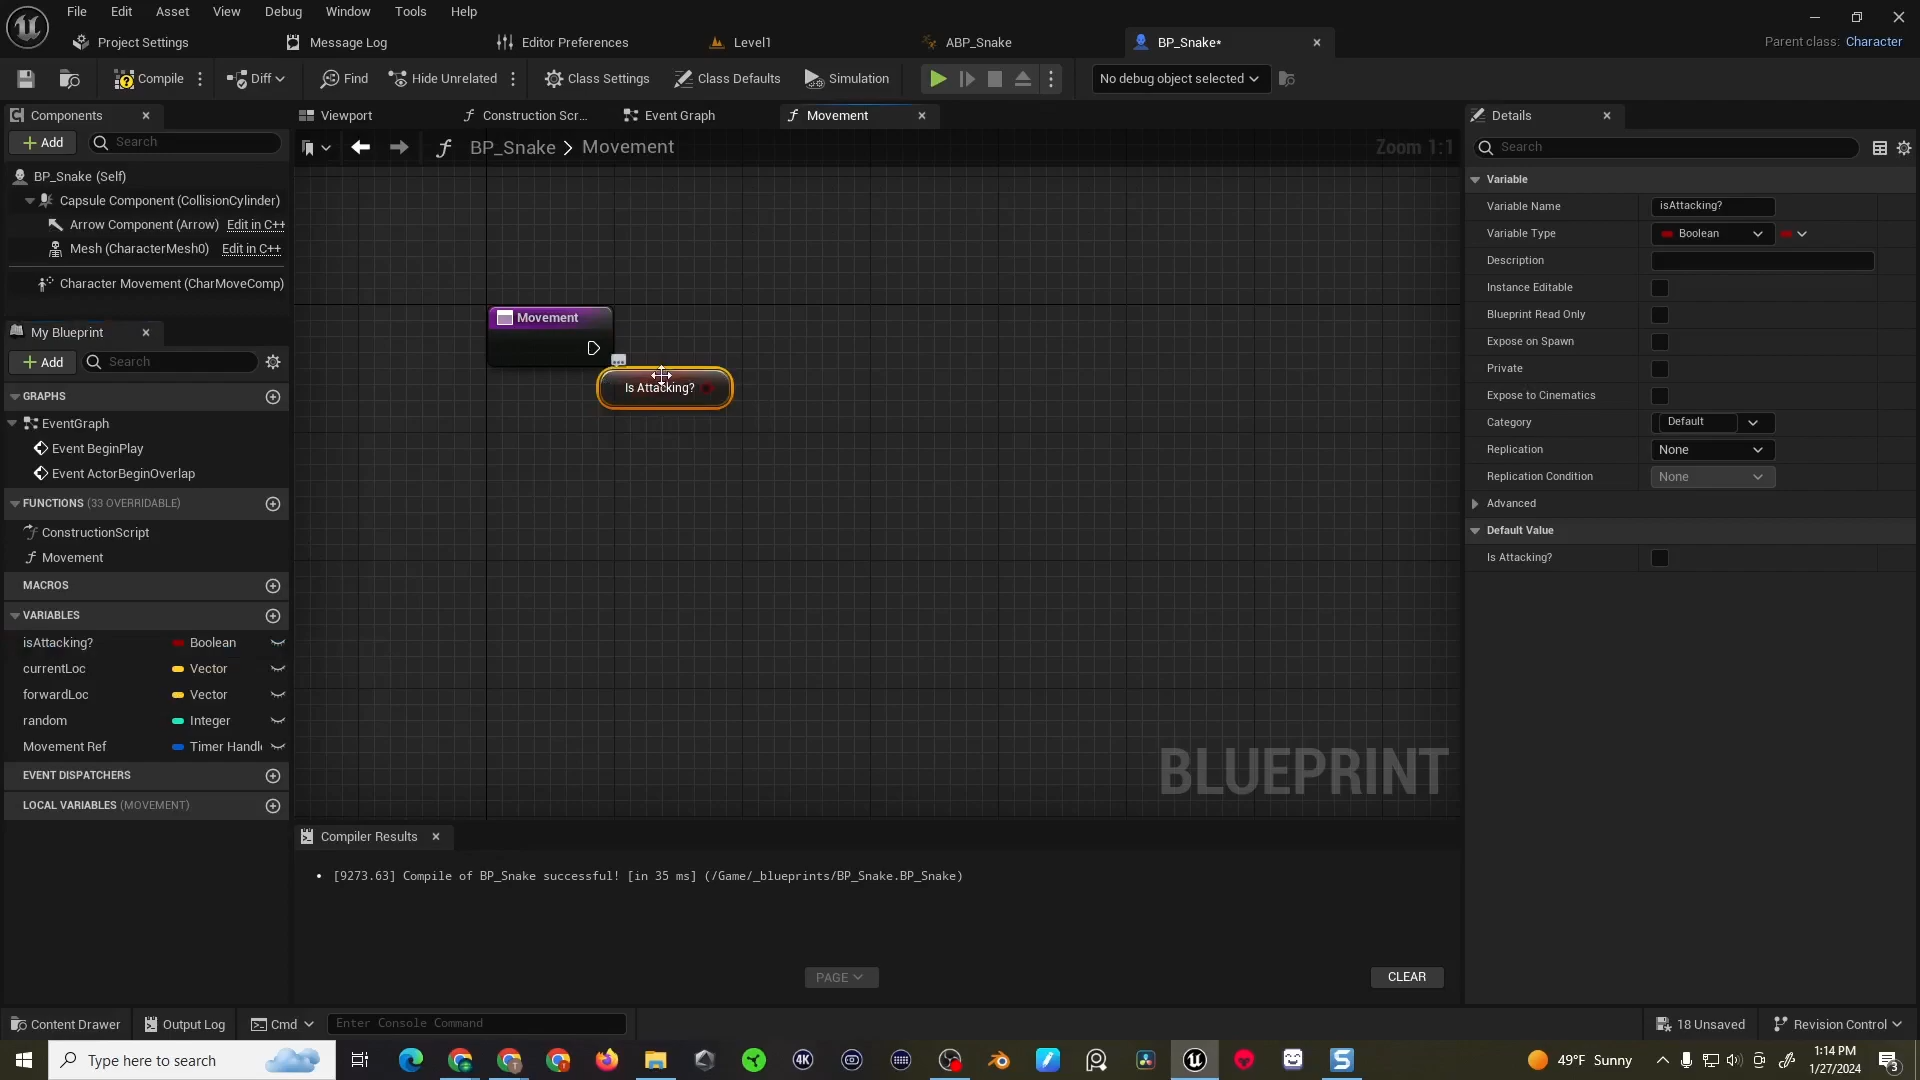 File Edit Asset View Debug Window Tools Help
Project Settings Message Log Editor Preferences Level1 ABP_Snake BP_Snake* Parent class: Character
Compile Diff Find Hide Unrelated Class Settings Class Defaults Simulation No debug object selected
Components Viewport Construction Scr... Event Graph Movement Details
Add Search BP_Snake > Movement Zoom 1:1 Search
BP_Snake (Self)
Capsule Component (CollisionCylinder)
Arrow Component (Arrow) Edit in C++
Mesh (CharacterMesh0) Edit in C++
Character Movement (CharMoveComp)
My Blueprint
Add Search
GRAPHS
EventGraph
Event BeginPlay
Event ActorBeginOverlap
FUNCTIONS (33 OVERRIDABLE)
ConstructionScript
Movement
MACROS
VARIABLES
isAttacking? Boolean
currentLoc Vector
forwardLoc Vector
random Integer
Movement Ref Timer Handl
EVENT DISPATCHERS
LOCAL VARIABLES (MOVEMENT)
Movement
Is Attacking?
BLUEPRINT
Variable
Variable Name isAttacking?
Variable Type Boolean
Description
Instance Editable
Blueprint Read Only
Expose on Spawn
Private
Expose to Cinematics
Category Default
Replication None
Replication Condition None
Advanced
Default Value
Is Attacking?
Compiler Results
[9273.63] Compile of BP_Snake successful! [in 35 ms] (/Game/_blueprints/BP_Snake.BP_Snake)
PAGE CLEAR
Content Drawer Output Log Cmd Enter Console Command 18 Unsaved Revision Control
Type here to search 4K 49°F Sunny 1:14 PM
1/27/2024 3